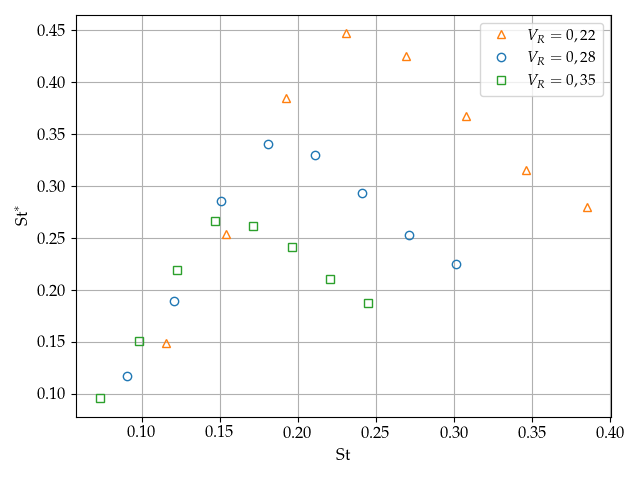 0.45
0.40
0.35
0.30
0.25
0.20
0.15
0.10
St*
0.10 0.15 0.20 0.25 0.30 0.35 0.40
St
V_R = 0, 22
V_R = 0, 28
V_R = 0, 35